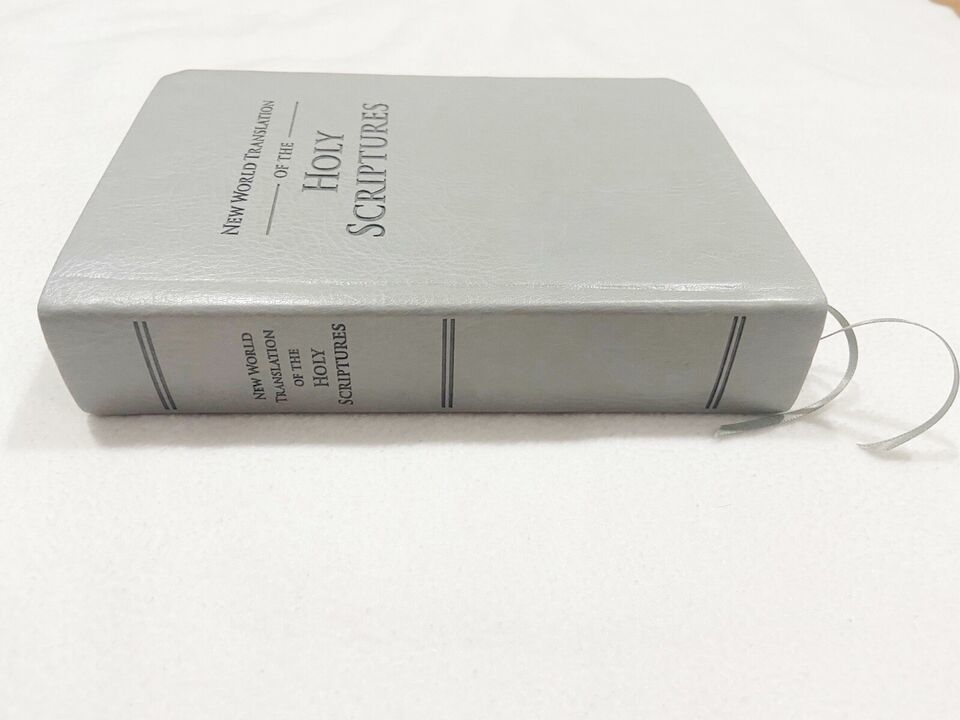 NEW WORLD TRANSLATION
OF THE
HOLY
SCRIPTURES
NEW WORLD
TRANSLATION
OF THE
HOLY
SCRIPTURES